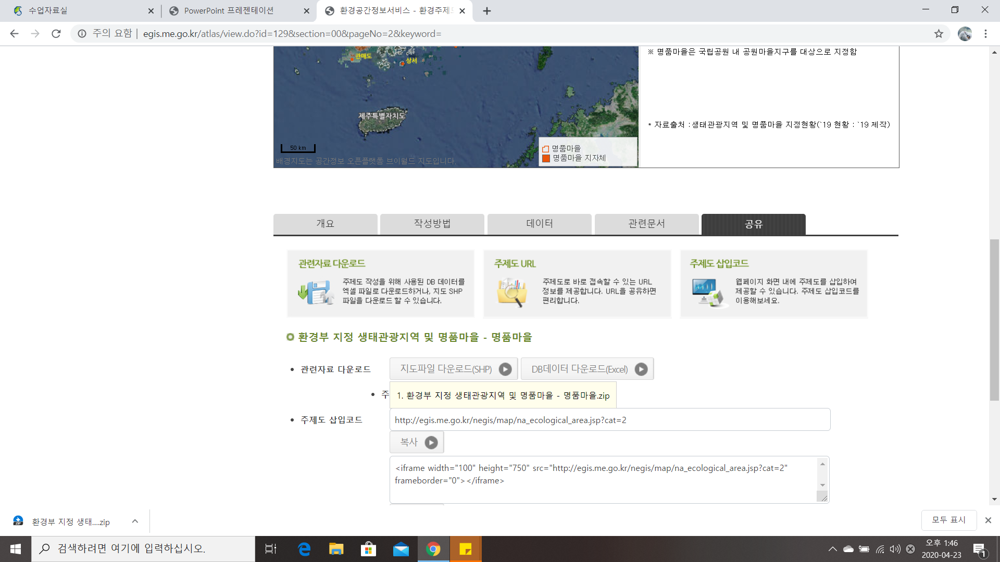 수업자료실
PowerPoint 프레젠테이션
환경공간정보서비스 - 환경주제도
주의 요함 | egis.me.go.kr/atlas/view.do?id=129&section=00&pageNo=2&keyword=
관매도
상서
제주특별자치도
50 km
배경지도는 공간정보 오픈플랫폼 브이월드 지도입니다.
명품마을
명품마을 지자체
※ 명품마을은 국립공원 내 공원마을지구를 대상으로 지정함
* 자료출처 : 생태관광지역 및 명품마을 지정현황(`19 현황 : `19 제작)
개요
작성방법
데이터
관련문서
공유
관련자료 다운로드
주제도 작성을 위해 사용된 DB 데이터를
엑셀 파일로 다운로드하거나, 지도 SHP
파일을 다운로드 할 수 있습니다.
주제도 URL
주제도로 바로 접속할 수 있는 URL
정보를 제공합니다. URL을 공유하면
편리합니다.
주제도 삽입코드
웹페이지 화면 내에 주제도를 삽입하여
제공할 수 있습니다. 주제도 삽입코드를
이용해보세요.
환경부 지정 생태관광지역 및 명품마을 - 명품마을
• 관련자료 다운로드
지도파일 다운로드(SHP)
DB데이터 다운로드(Excel)
• 주
1. 환경부 지정 생태관광지역 및 명품마을 - 명품마을.zip
• 주제도 삽입코드
http://egis.me.go.kr/negis/map/na_ecological_area.jsp?cat=2
복사
<iframe width="100" height="750" src="http://egis.me.go.kr/negis/map/na_ecological_area.jsp?cat=2"
frameborder="0"></iframe>
ZIP
환경부 지정 생태....zip
모두 표시
검색하려면 여기에 입력하십시오.
오후 1:46
2020-04-23
1